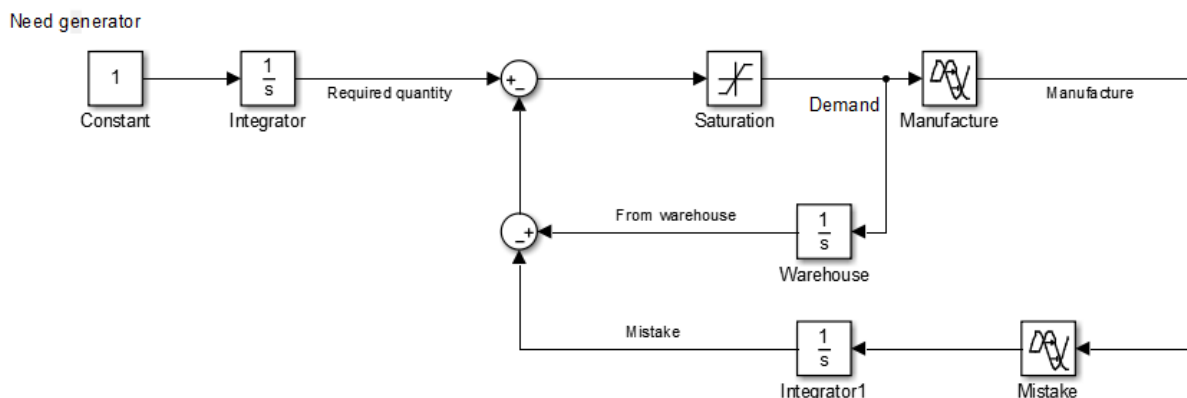 Need generator
1
Constant
1
s
Integrator
Required quantity
+
−
Saturation
Demand
Manufacture
Manufacture
− +
From warehouse
1
s
Warehouse
Mistake
1
s
Integrator1
Mistake